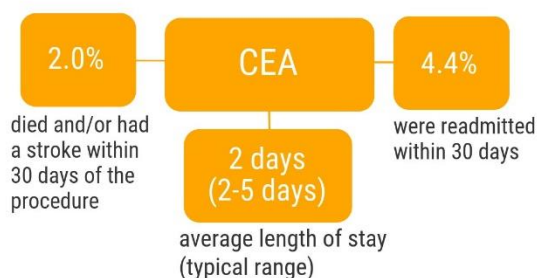 2.0%
died and/or had
a stroke within
30 days of the
procedure
CEA
4.4%
were readmitted
within 30 days
2 days
(2-5 days)
average length of stay
(typical range)